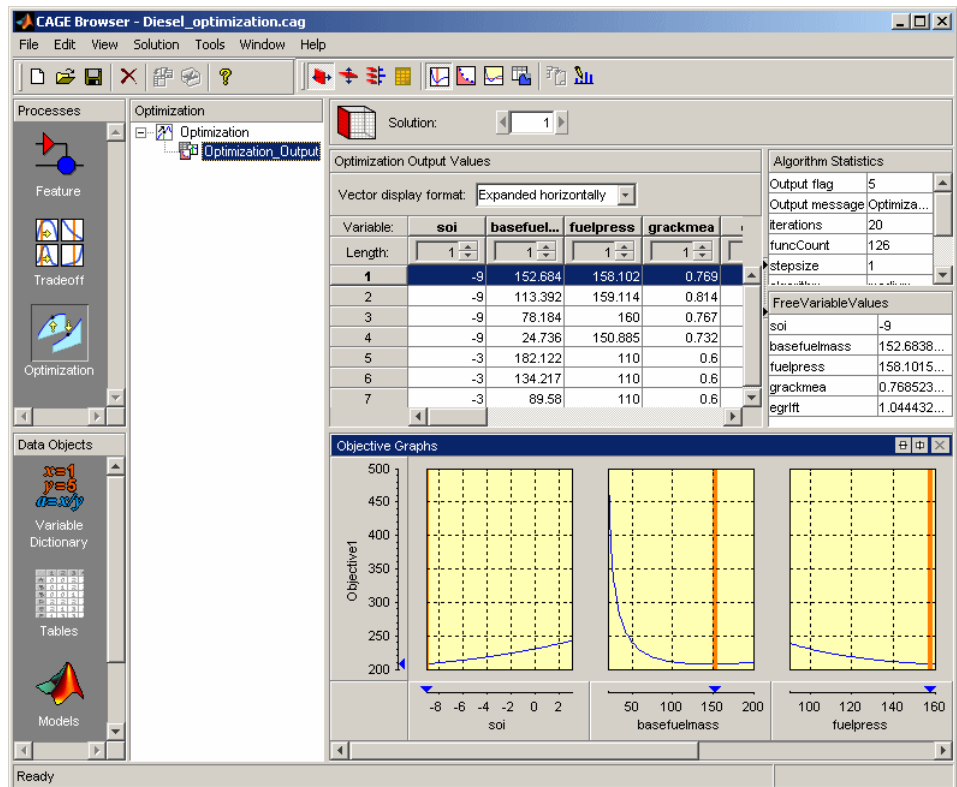 CAGE Browser - Diesel_optimization.cag
File Edit View Solution Tools Window Help
Processes
Feature
Tradeoff
Optimization
Data Objects
x=1
y=5
a=x/y
Variable
Dictionary
Tables
Models
Optimization
Optimization
Optimization_Output
Solution: 1
Optimization Output Values
Vector display format: Expanded horizontally
Variable: soi basefuel... fuelpress grackmea
Length: 1 1 1 1
1 -9 152.684 158.102 0.769
2 -9 113.392 159.114 0.814
3 -9 78.184 160 0.767
4 -9 24.736 150.885 0.732
5 -3 182.122 110 0.6
6 -3 134.217 110 0.6
7 -3 89.58 110 0.6
Algorithm Statistics
Output flag 5
Output message Optimiza...
iterations 20
funcCount 126
stepsize 1
FreeVariableValues
soi -9
basefuelmass 152.6838...
fuelpress 158.1015...
grackmea 0.768523...
egrlft 1.044432...
Objective Graphs
Objective1
500
450
400
350
300
250
200
-8 -6 -4 -2 0 2
soi
50 100 150 200
basefuelmass
100 120 140 160
fuelpress
Ready